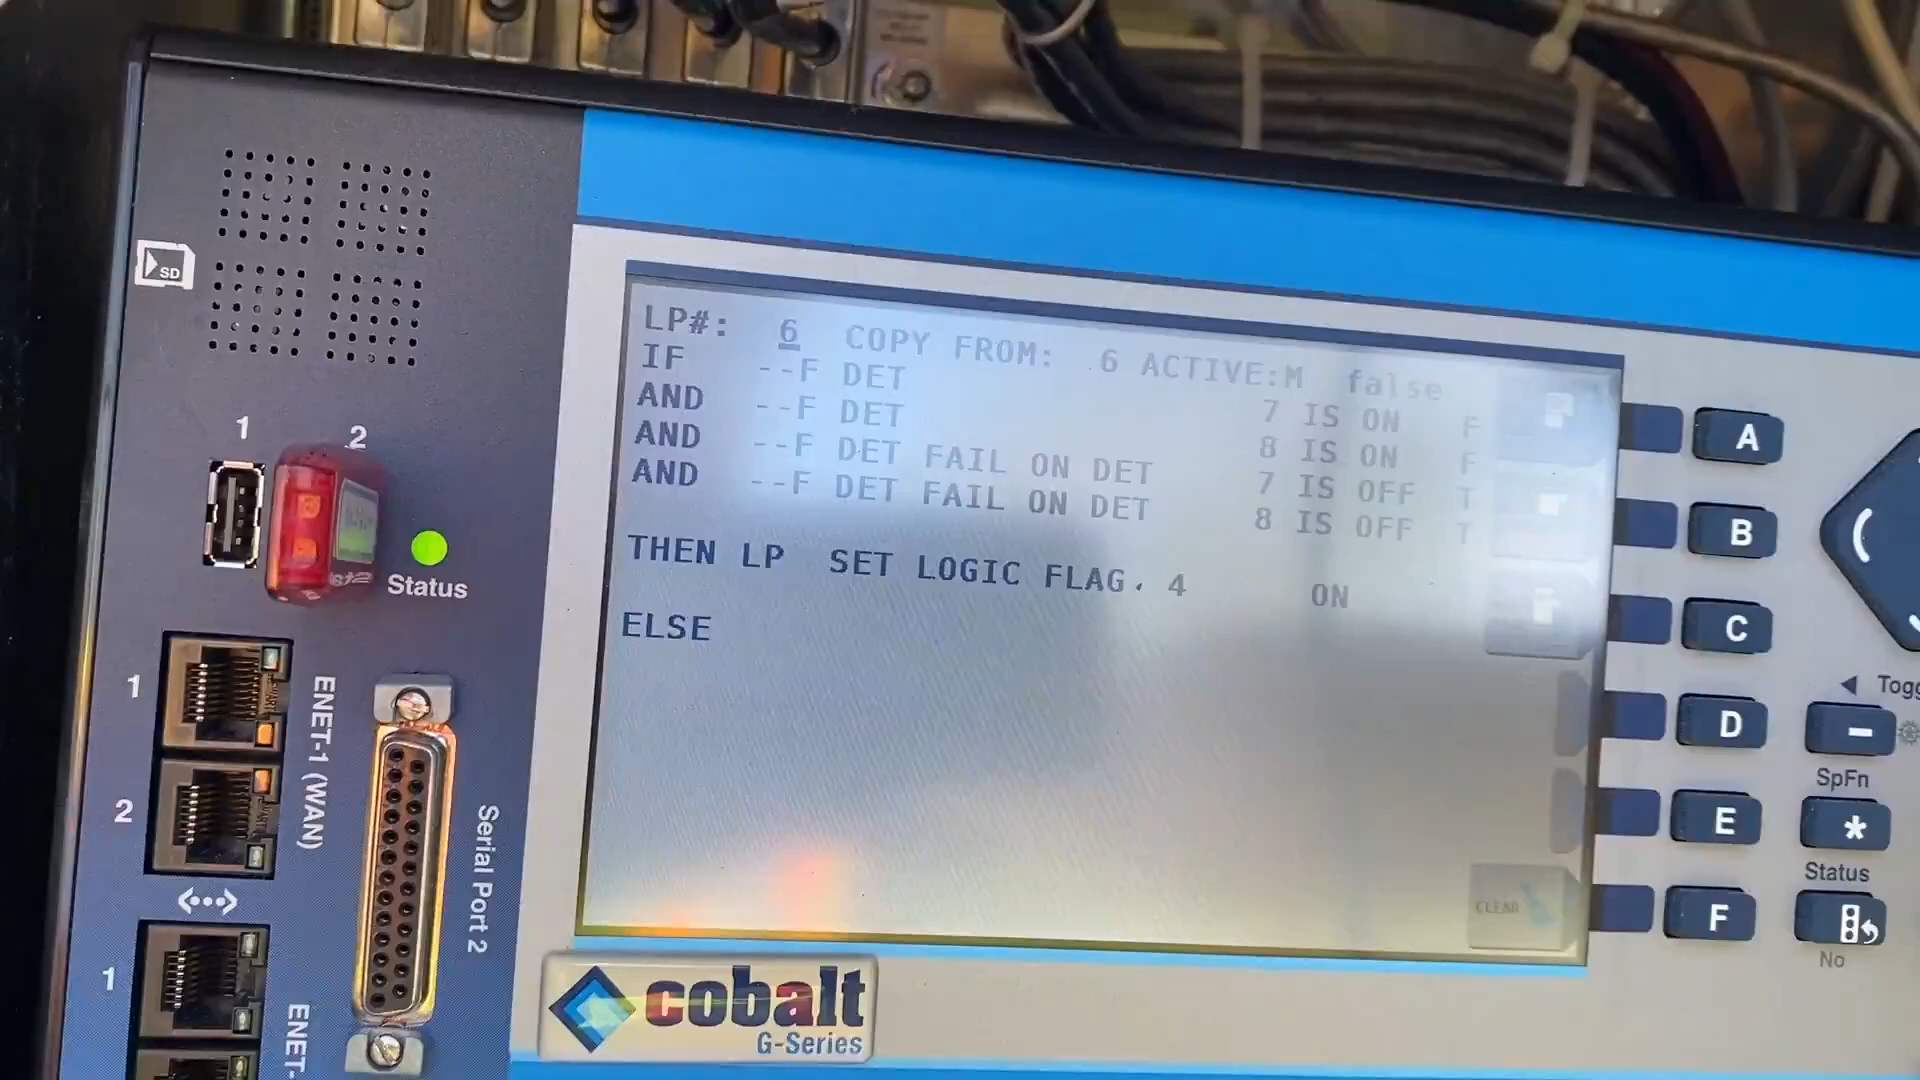 LP#: 6 COPY FROM: 6 ACTIVE:M false
IF --F DET 7 IS ON F
AND --F DET 8 IS ON F
AND --F DET FAIL ON DET 7 IS OFF T
AND --F DET FAIL ON DET 8 IS OFF T
THEN LP SET LOGIC FLAG. 4 ON
ELSE
CLEAR
SD
1
2
Status
1
2
ENET-1 (WAN)
1
ENET-
Serial Port 2
cobalt
G-Series
A
B
C
D
E
F
Togg
SpFn
*
Status
No